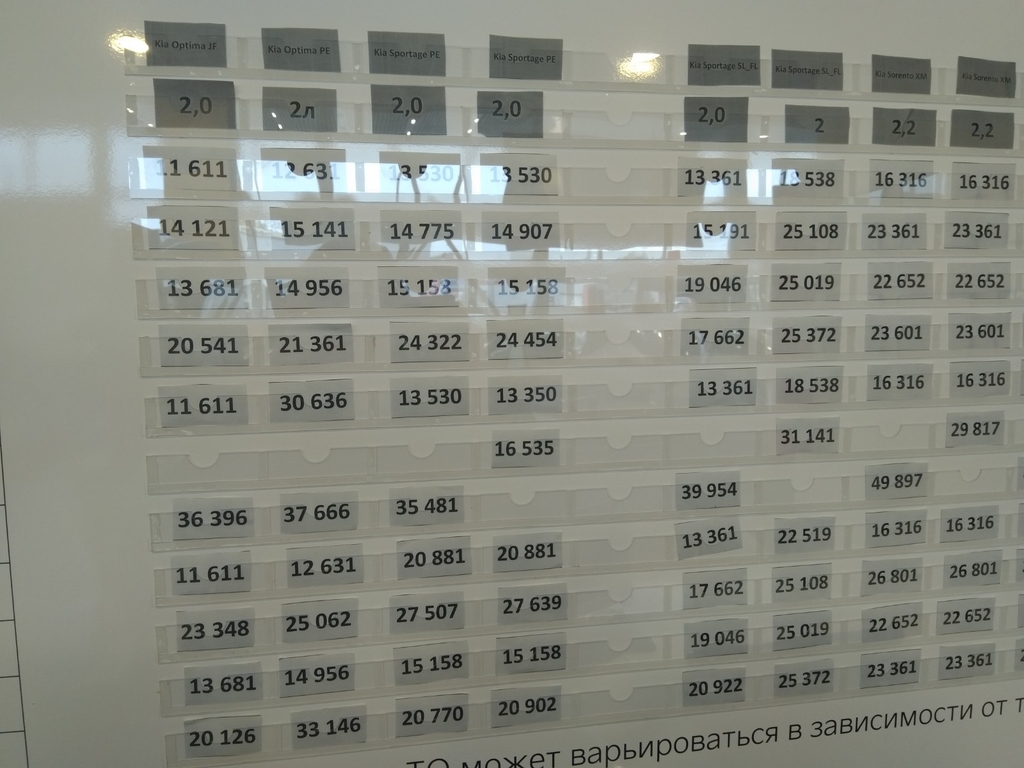 Kia Optima JF Kia Optima PE Kia Sportage PE Kia Sportage PE Kia Sportage SL_FL Kia Sportage SL_FL Kia Sorento XM Kia Sorento XM
2,0 2л 2,0 2,0 2,0 2 2,2 2,2
11 611 12 631 13 530 13 530 13 361 18 538 16 316 16 316
14 121 15 141 14 775 14 907 15 191 25 108 23 361 23 361
13 681 14 956 15 158 15 158 19 046 25 019 22 652 22 652
20 541 21 361 24 322 24 454 17 662 25 372 23 601 23 601
11 611 30 636 13 530 13 350 13 361 18 538 16 316 16 316
16 535 31 141 29 817
36 396 37 666 35 481 39 954 49 897
11 611 12 631 20 881 20 881 13 361 22 519 16 316 16 316
23 348 25 062 27 507 27 639 17 662 25 108 26 801 26 801
13 681 14 956 15 158 15 158 19 046 25 019 22 652 22 652
20 126 33 146 20 770 20 902 20 922 25 372 23 361 23 361
ТО может варьироваться в зависимости от т